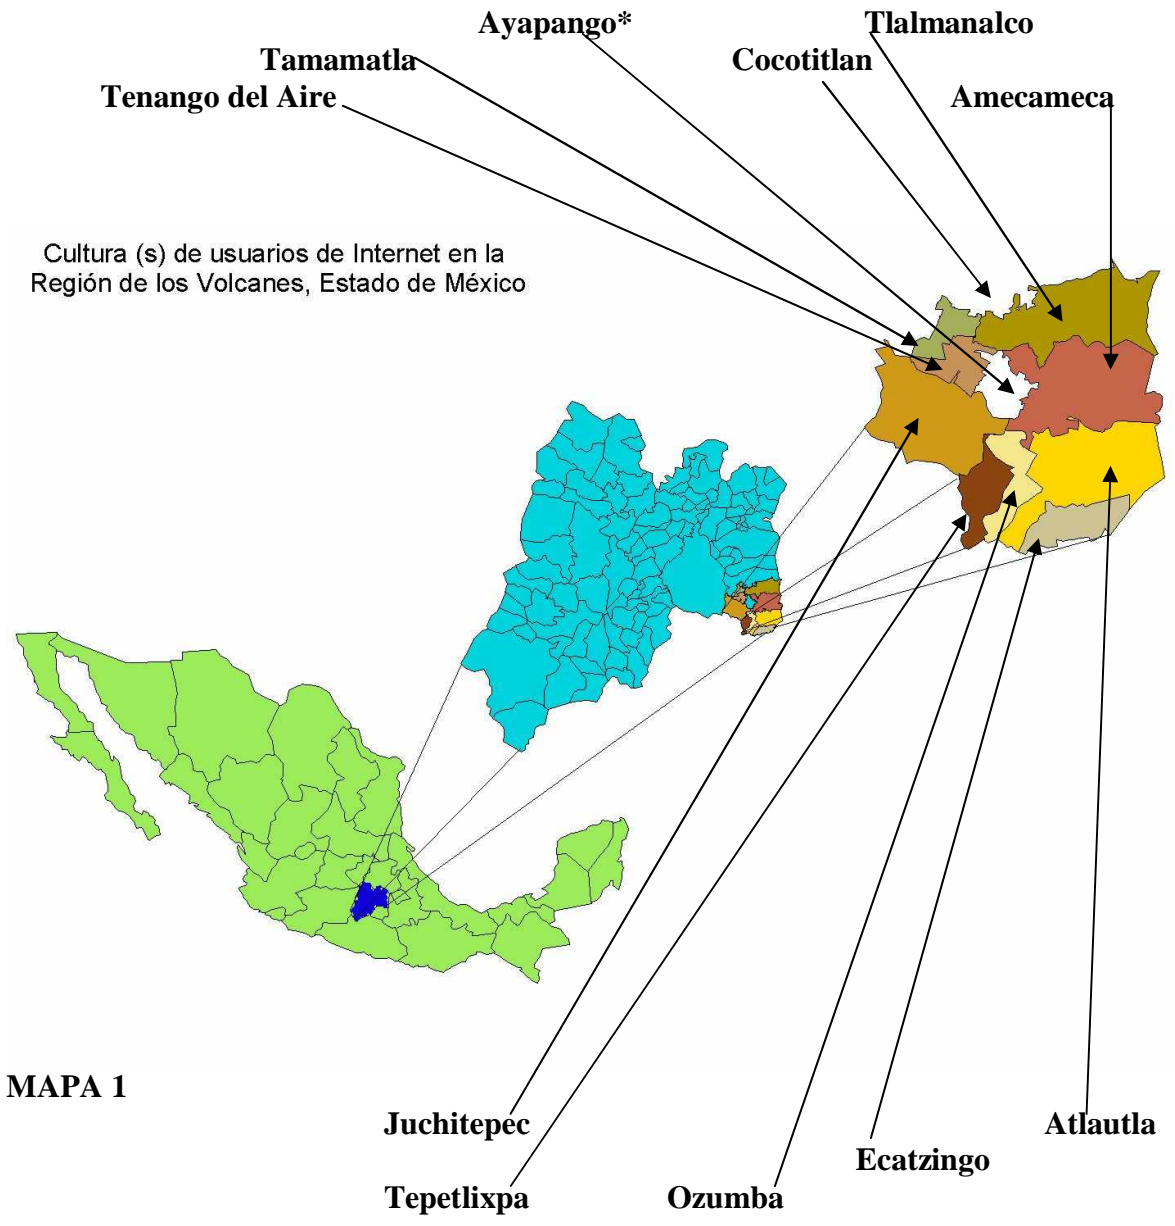 Ayapango*
Tlalmanalco
Tamamatla
Cocotitlan
Tenango del Aire
Amecameca
Cultura (s) de usuarios de Internet en la
Región de los Volcanes, Estado de México
MAPA 1
Juchitepec
Atlautla
Ecatzingo
Tepetlixpa
Ozumba